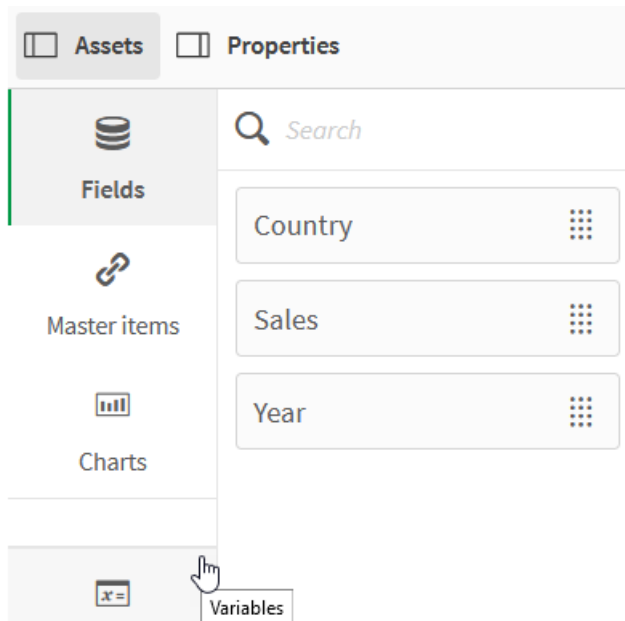 Assets Properties
Fields
Search
Country
Master items
Sales
Year
Charts
x=
Variables